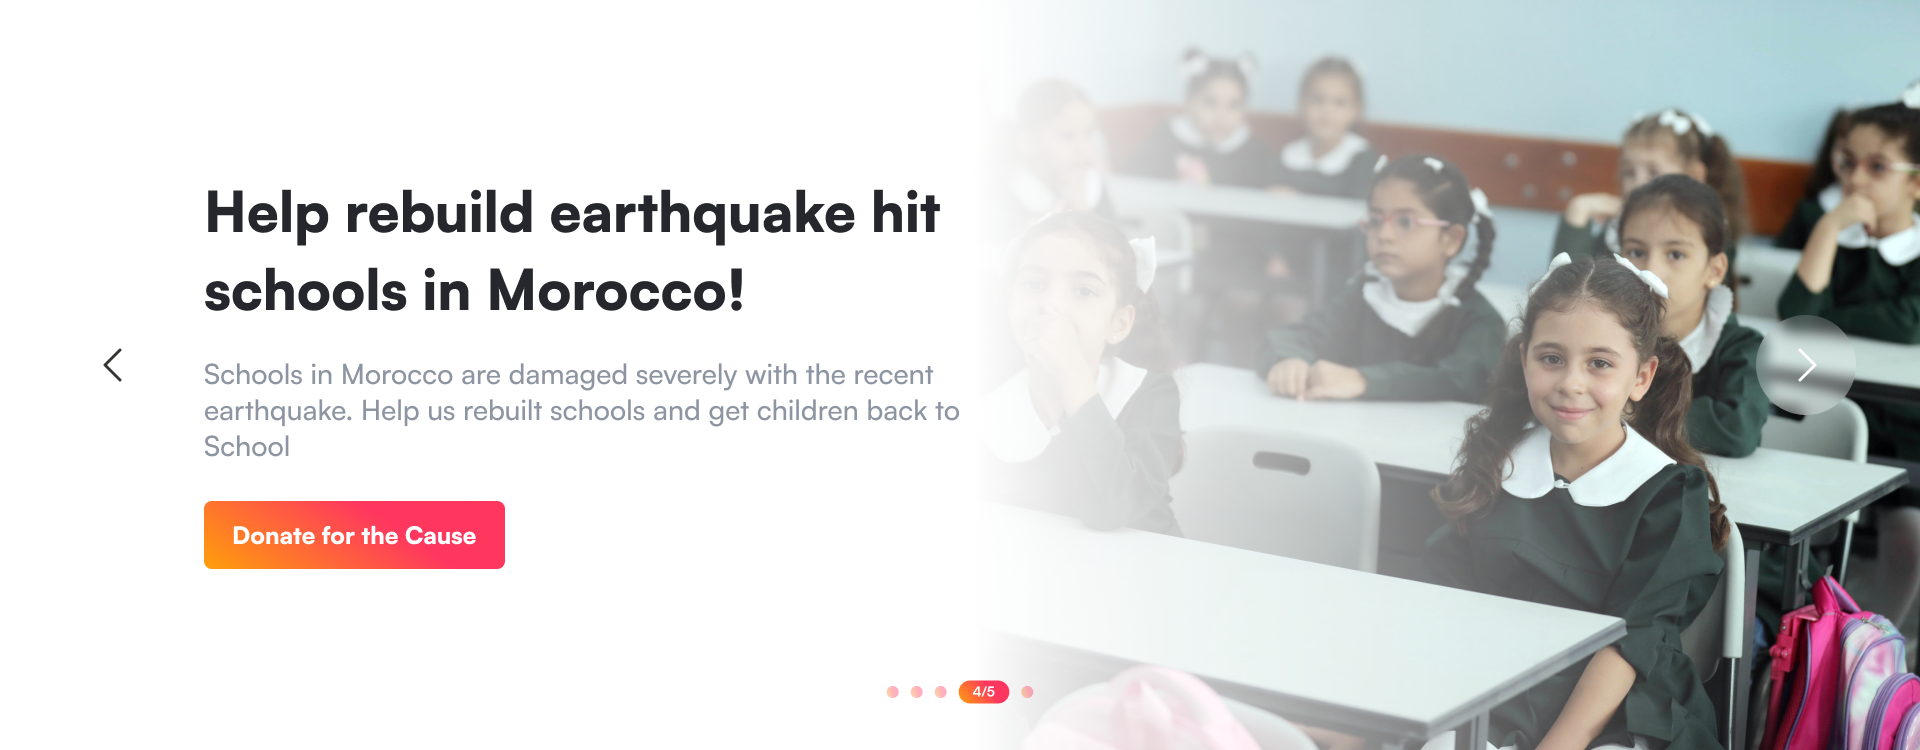 Help rebuild earthquake hit
schools in Morocco!
Schools in Morocco are damaged severely with the recent
earthquake. Help us rebuilt schools and get children back to
School
Donate for the Cause
4/5